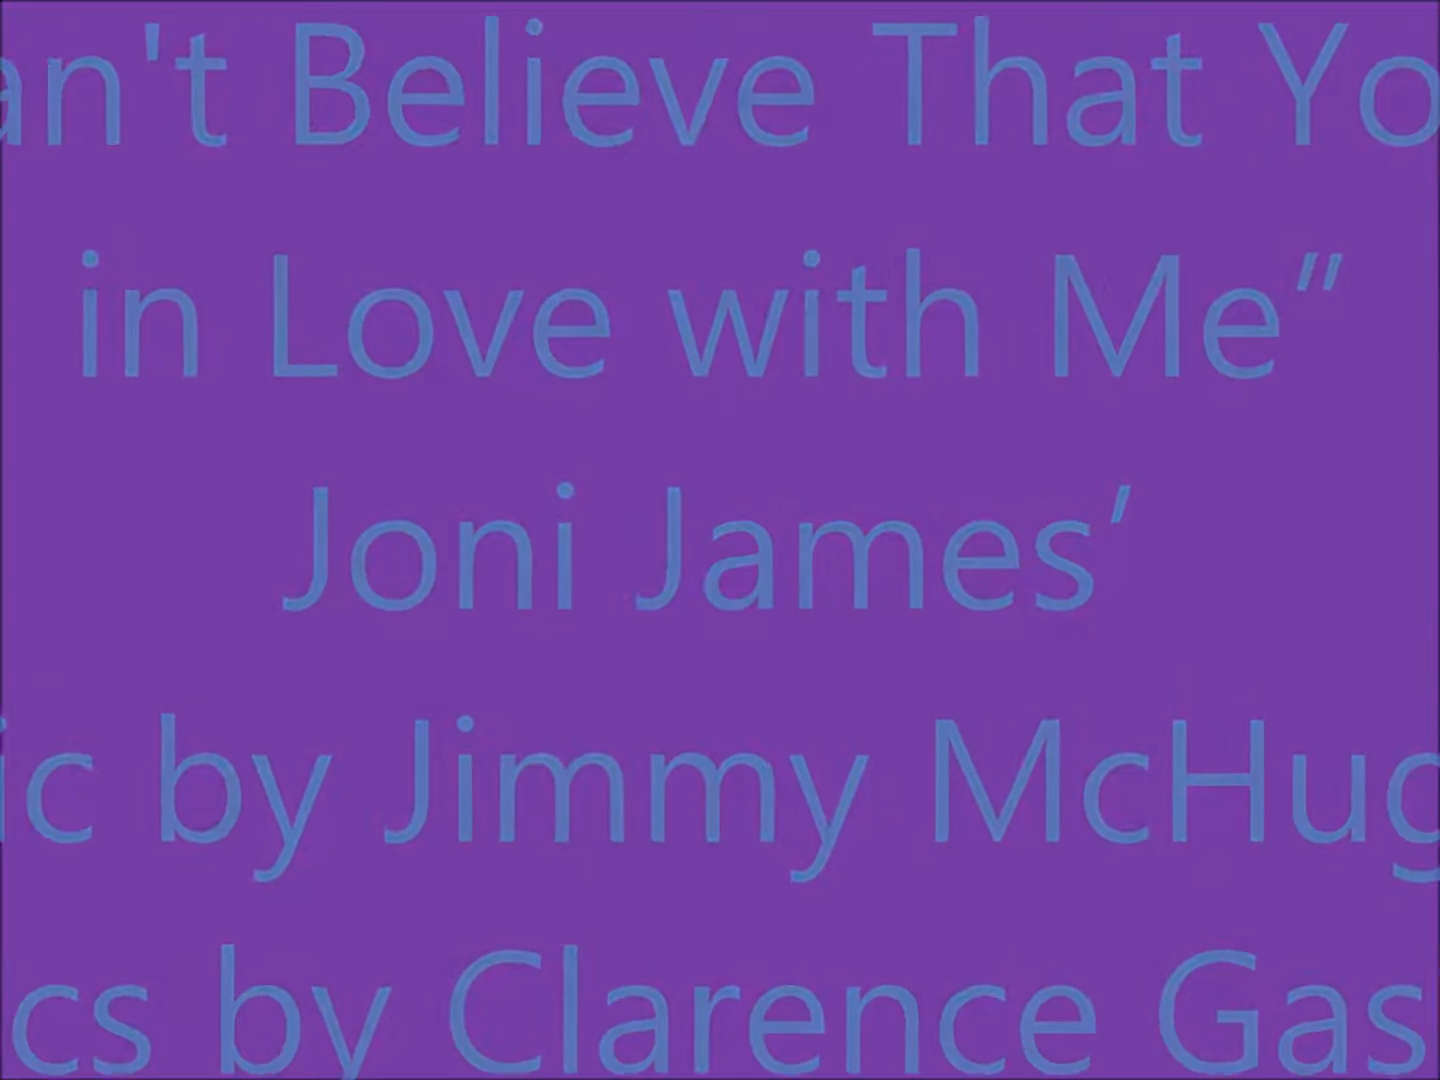 an't Believe That Yo
in Love with Me”
Joni James’
ic by Jimmy McHug
cs by Clarence Gas